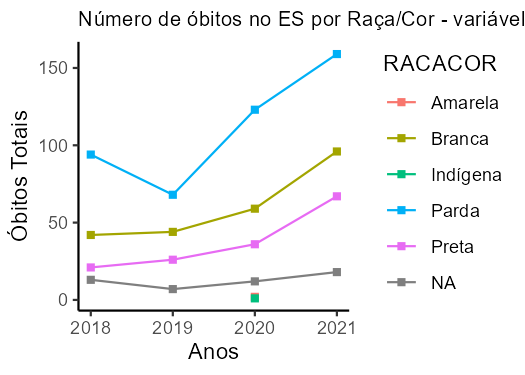 Número de óbitos no ES por Raça/Cor - variável
Óbitos Totais
150
100
50
0
2018 2019 2020 2021
Anos
RACACOR
Amarela
Branca
Indígena
Parda
Preta
NA